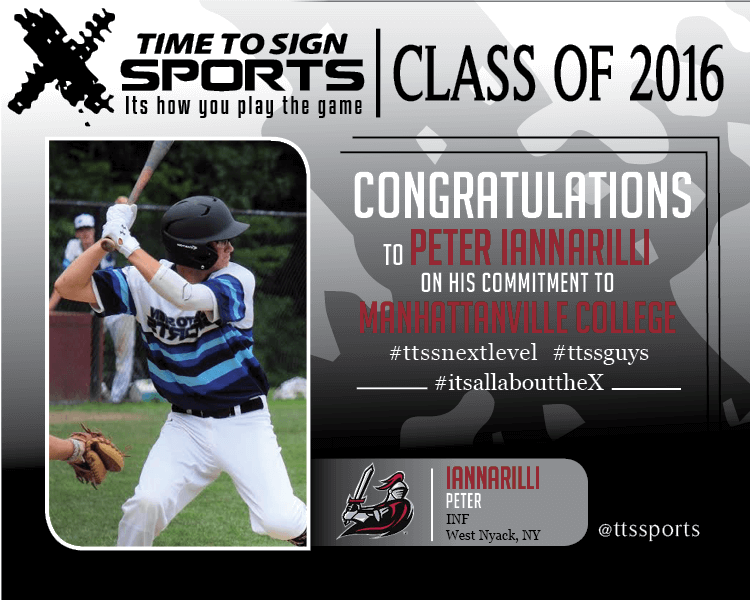 TIME TO SIGN
SPORTS
Its how you play the game
CLASS OF 2016
CONGRATULATIONS
TO PETER IANNARILLI
ON HIS COMMITMENT TO
MANHATTANVILLE COLLEGE
#ttssnextlevel #ttssguys
#itsallabouttheX
IANNARILLI
PETER
INF
West Nyack, NY
@ttssports